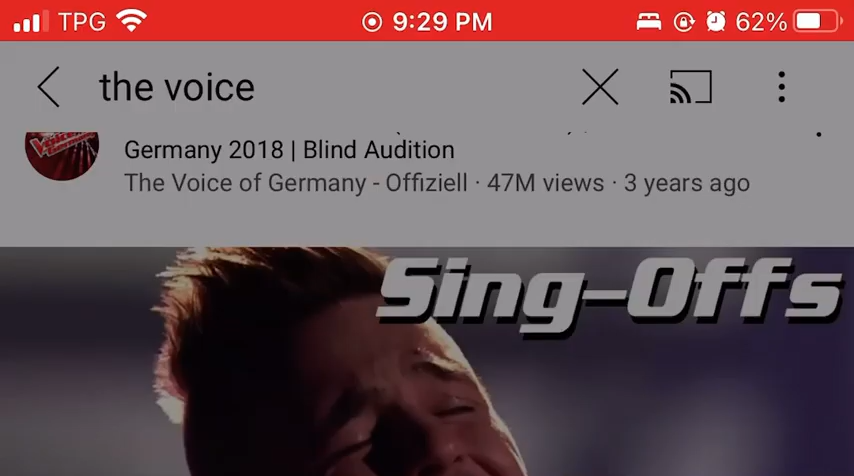 TPG 9:29 PM 62%
the voice
Germany 2018 | Blind Audition
The Voice of Germany - Offiziell · 47M views · 3 years ago
Sing-Offs